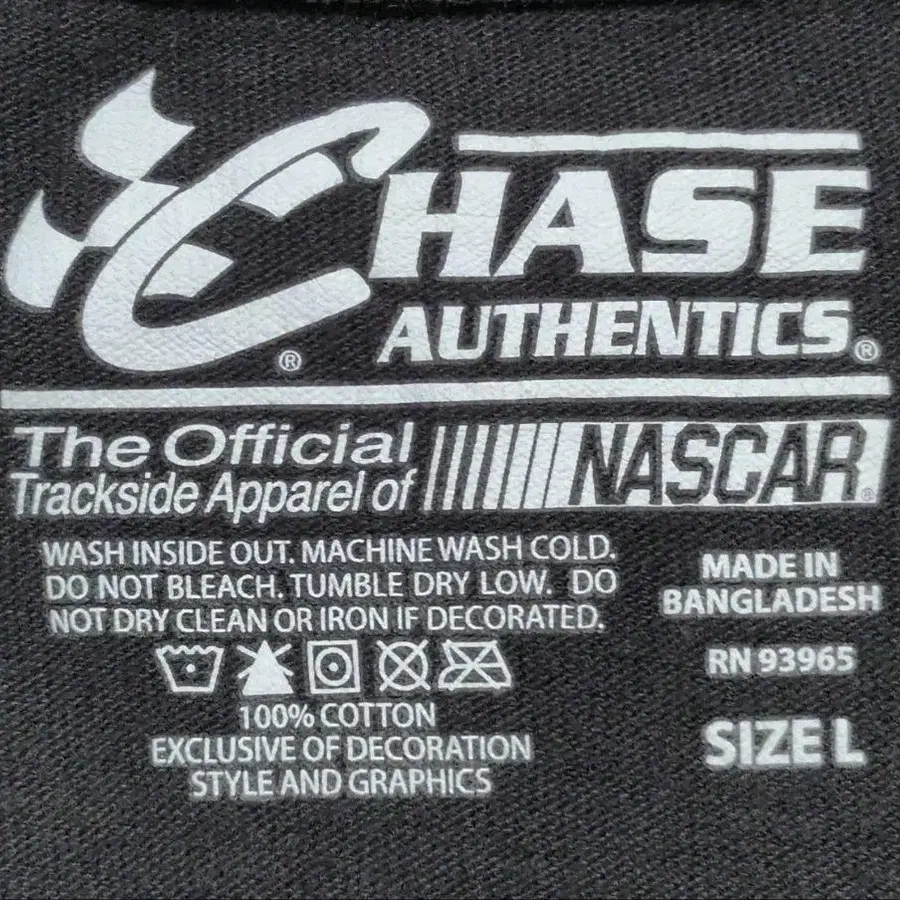 CHASE
AUTHENTICS®
®
The Official
Trackside Apparel of
NASCAR®
WASH INSIDE OUT. MACHINE WASH COLD.
DO NOT BLEACH. TUMBLE DRY LOW. DO
NOT DRY CLEAN OR IRON IF DECORATED.
100% COTTON
EXCLUSIVE OF DECORATION
STYLE AND GRAPHICS
MADE IN
BANGLADESH
RN 93965
SIZE L